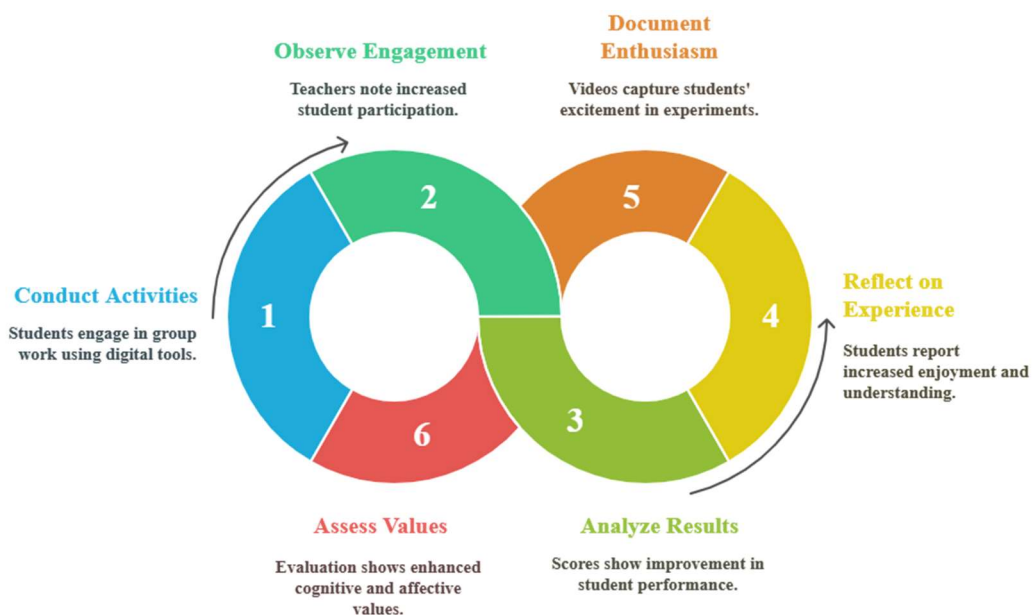 Conduct Activities
Students engage in group
work using digital tools.
1
Observe Engagement
Teachers note increased
student participation.
2
Analyze Results
Scores show improvement in
student performance.
3
Reflect on
Experience
Students report
increased enjoyment and
understanding.
4
Document
Enthusiasm
Videos capture students'
excitement in experiments.
5
Assess Values
Evaluation shows enhanced
cognitive and affective
values.
6